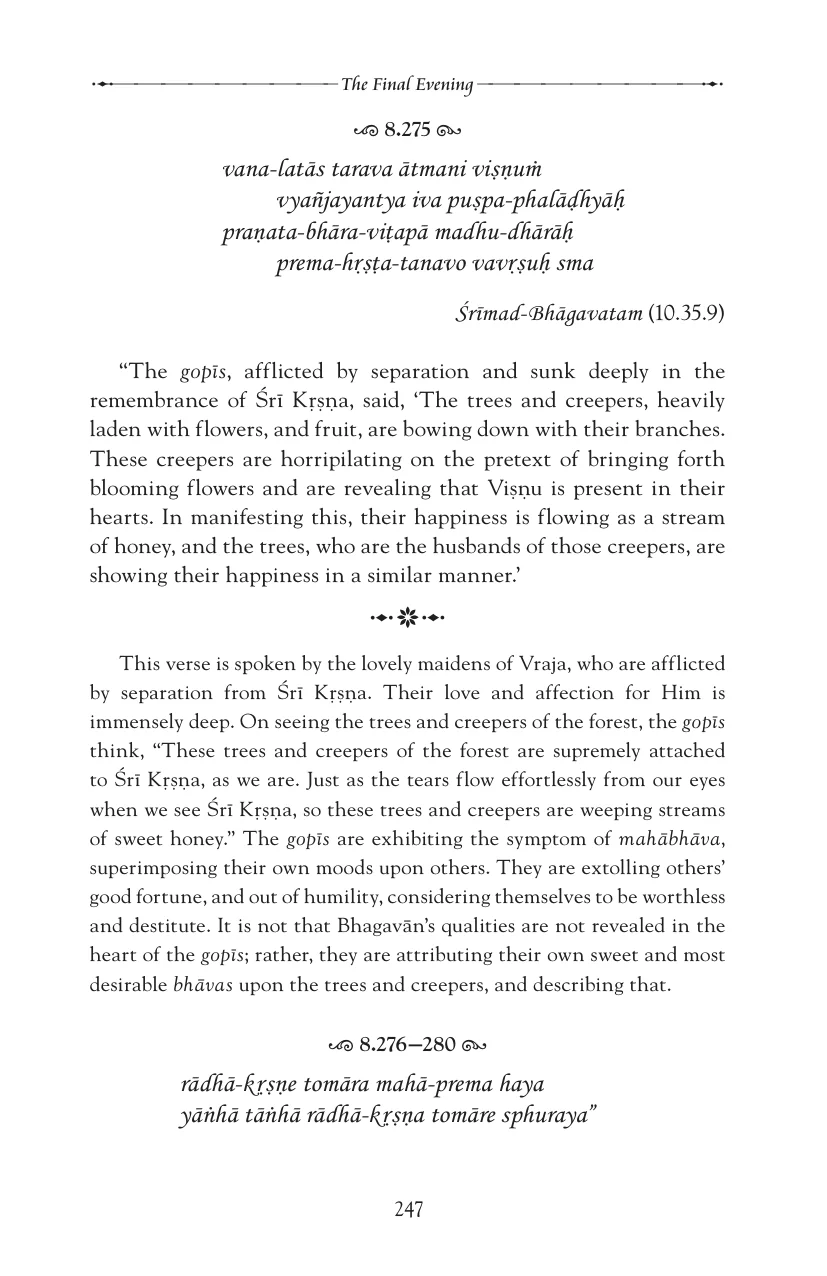 The Final Evening
8.275
vana-latās tarava ātmani viṣṇuṁ
vyañjayantya iva puṣpa-phalāḍhyāḥ
praṇata-bhāra-viṭapā madhu-dhārāḥ
prema-hṛṣṭa-tanavo vavṛṣuḥ sma
Śrīmad-Bhāgavatam (10.35.9)
“The gopīs, afflicted by separation and sunk deeply in the
remembrance of Śrī Kṛṣṇa, said, ‘The trees and creepers, heavily
laden with flowers, and fruit, are bowing down with their branches.
These creepers are horripilating on the pretext of bringing forth
blooming flowers and are revealing that Viṣṇu is present in their
hearts. In manifesting this, their happiness is flowing as a stream
of honey, and the trees, who are the husbands of those creepers, are
showing their happiness in a similar manner.’
This verse is spoken by the lovely maidens of Vraja, who are afflicted
by separation from Śrī Kṛṣṇa. Their love and affection for Him is
immensely deep. On seeing the trees and creepers of the forest, the gopīs
think, “These trees and creepers of the forest are supremely attached
to Śrī Kṛṣṇa, as we are. Just as the tears flow effortlessly from our eyes
when we see Śrī Kṛṣṇa, so these trees and creepers are weeping streams
of sweet honey.” The gopīs are exhibiting the symptom of mahābhāva,
superimposing their own moods upon others. They are extolling others’
good fortune, and out of humility, considering themselves to be worthless
and destitute. It is not that Bhagavān’s qualities are not revealed in the
heart of the gopīs; rather, they are attributing their own sweet and most
desirable bhāvas upon the trees and creepers, and describing that.
8.276–280
rādhā-kṛṣṇe tomāra mahā-prema haya
yāṅhā tāṅhā rādhā-kṛṣṇa tomāre sphuraya”
247